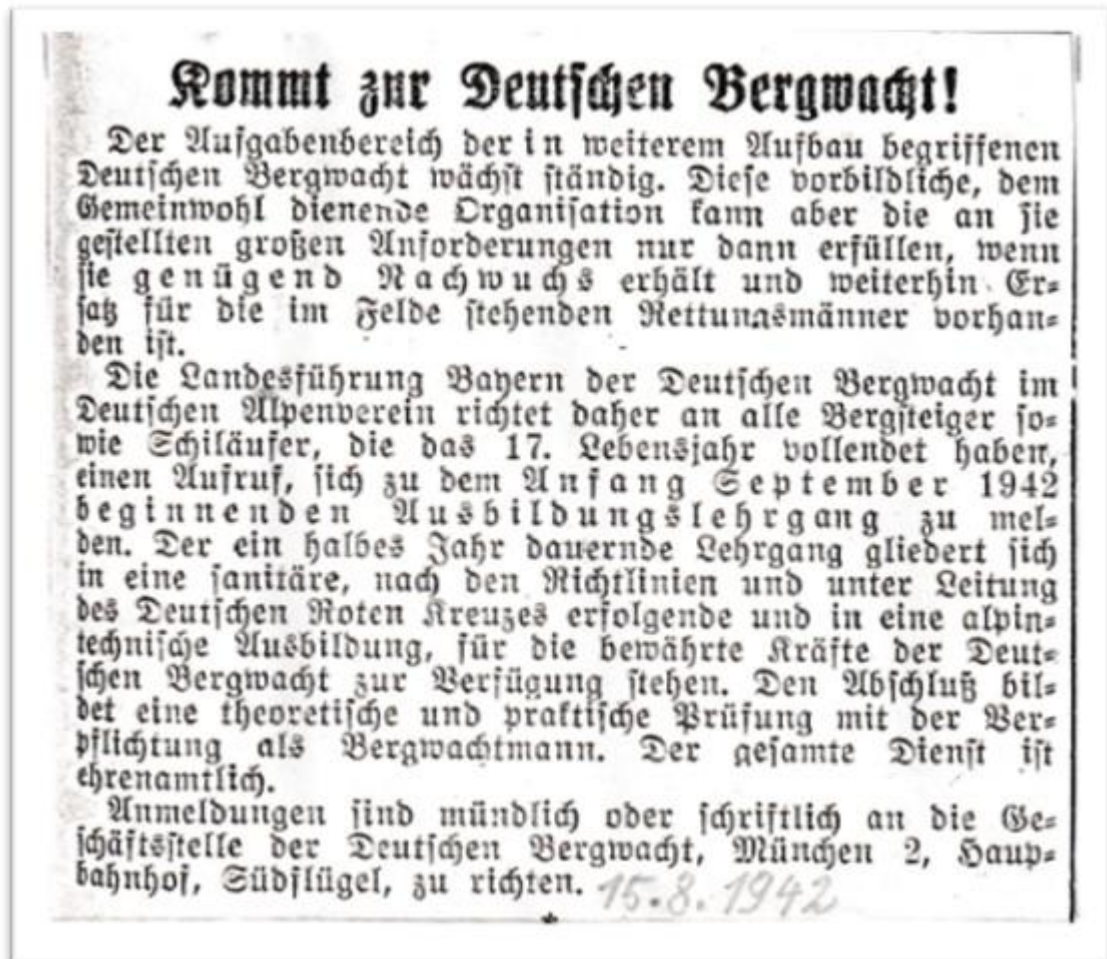 Kommt zur Deutschen Bergwacht!
Der Aufgabenbereich der in weiterem Aufbau begriffenen
Deutschen Bergwacht wächst ständig. Diese vorbildliche, dem
Gemeinwohl dienende Organisation kann aber die an sie
gestellten großen Anforderungen nur dann erfüllen, wenn
sie genügend Nachwuchs erhält und weiterhin Er-
satz für die im Felde stehenden Rettungsmänner vorhan-
den ist.
Die Landesführung Bayern der Deutschen Bergwacht im
Deutschen Alpenverein richtet daher an alle Bergsteiger so-
wie Schiläufer, die das 17. Lebensjahr vollendet haben,
einen Aufruf, sich zu dem Anfang September 1942
beginnenden Ausbildungslehrgang zu mel-
den. Der ein halbes Jahr dauernde Lehrgang gliedert sich
in eine sanitäre, nach den Richtlinien und unter Leitung
des Deutschen Roten Kreuzes erfolgende und in eine alpin-
technische Ausbildung, für die bewährte Kräfte der Deut-
schen Bergwacht zur Verfügung stehen. Den Abschluß bil-
det eine theoretische und praktische Prüfung mit der Ver-
pflichtung als Bergwachtmann. Der gesamte Dienst ist
ehrenamtlich.
Anmeldungen sind mündlich oder schriftlich an die Ge-
schäftsstelle der Deutschen Bergwacht, München 2, Haup-
bahnhof, Südflügel, zu richten. 15.8.1942